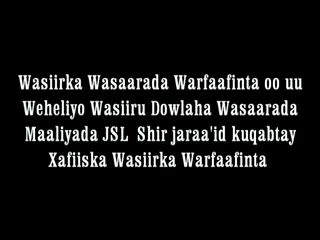 Wasiirka Wasaarada Warfaafinta oo uu
Weheliyo Wasiiru Dowlaha Wasaarada
Maaliyada JSL Shir jaraa'id kuqabtay
Xafiiska Wasiirka Warfaafinta